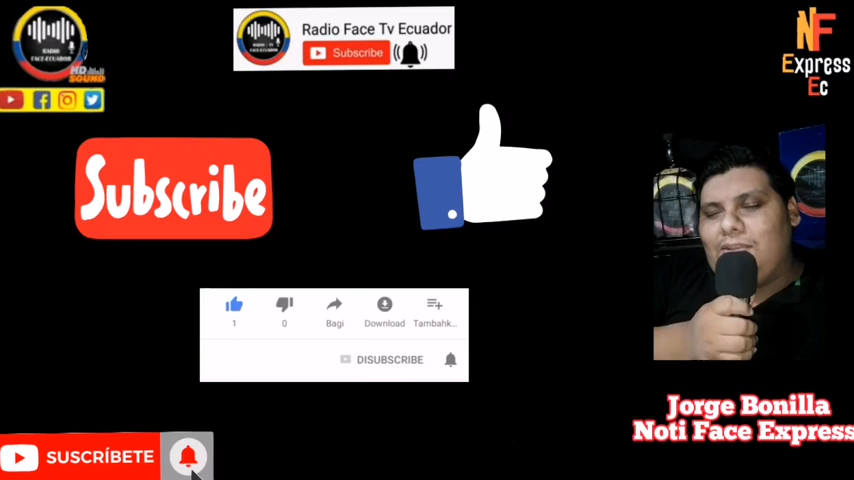 RADIO
FACE-ECUADOR
HD
SOUND
Radio Face Tv Ecuador
Subscribe
NF
Express
Ec
Subscribe
1
0
Bagi
Download
Tambahk...
DISUBSCRIBE
Jorge Bonilla
Noti Face Express
SUSCRÍBETE